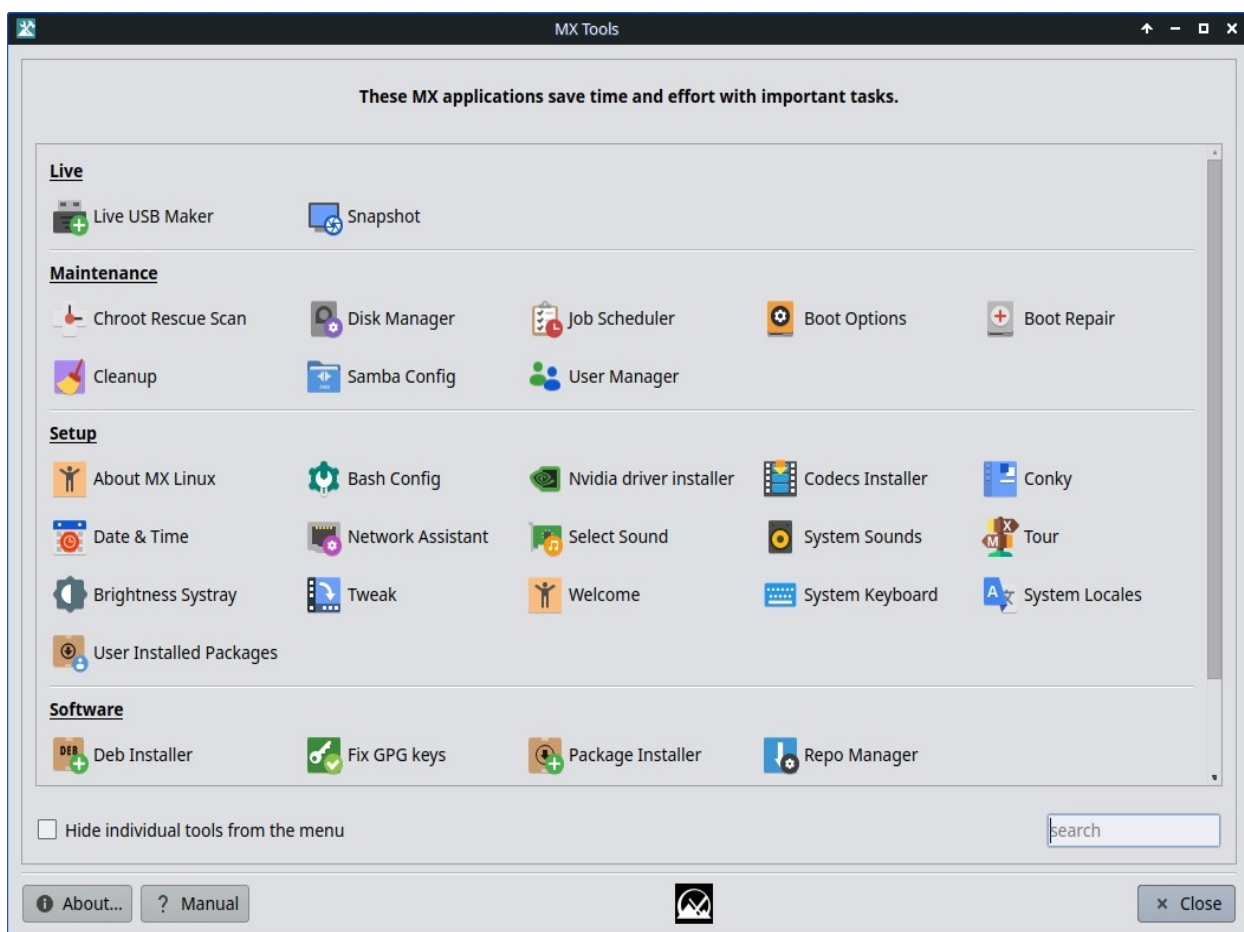 MX Tools
These MX applications save time and effort with important tasks.
Live
Live USB Maker Snapshot
Maintenance
Chroot Rescue Scan Disk Manager Job Scheduler Boot Options Boot Repair
Cleanup Samba Config User Manager
Setup
About MX Linux Bash Config Nvidia driver installer Codecs Installer Conky
Date & Time Network Assistant Select Sound System Sounds Tour
Brightness Systray Tweak Welcome System Keyboard System Locales
User Installed Packages
Software
DEB Deb Installer Fix GPG keys Package Installer Repo Manager
Hide individual tools from the menu search
About... ? Manual Close